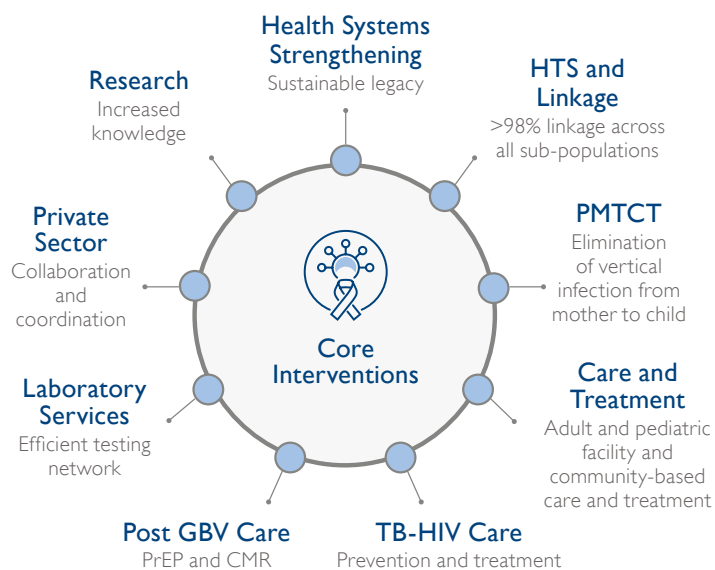 Health Systems
Strengthening
Sustainable legacy
HTS and
Linkage
>98% linkage across
all sub-populations
PMTCT
Elimination
of vertical
infection from
mother to child
Care and
Treatment
Adult and pediatric
facility and
community-based
care and treatment
TB-HIV Care
Prevention and treatment
Post GBV Care
PrEP and CMR
Laboratory
Services
Efficient testing
network
Private
Sector
Collaboration
and
coordination
Research
Increased
knowledge
Core
Interventions